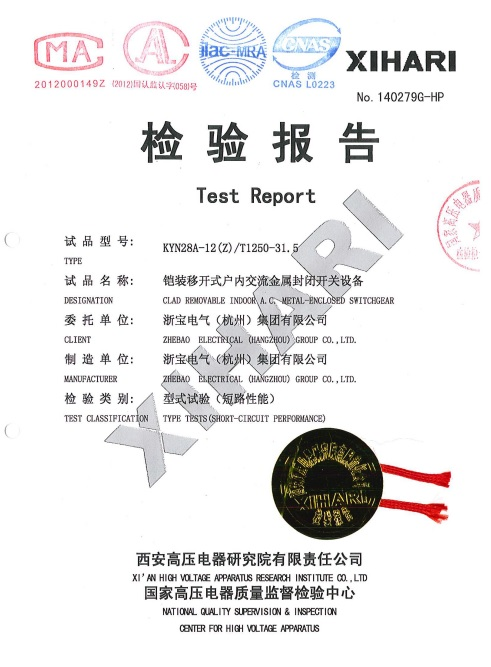 MA
AL
ilac-MRA
CNAS
检 测
XIHARI
2012000149Z
(2012)国认监认字(058)号
CNAS L0223
No. 140279G-HP
检验报告
Test Report
试品型号:
KYN28A-12(Z)/T1250-31.5
TYPE
试品名称:
铠装移开式户内交流金属封闭开关设备
DESIGNATION
CLAD REMOVABLE INDOOR A.C. METAL-ENCLOSED SWITCHGEAR
委托单位:
浙宝电气（杭州）集团有限公司
CLIENT
ZHEBAO ELECTRICAL (HANGZHOU) GROUP CO.,LTD.
制造单位:
浙宝电气（杭州）集团有限公司
MANUFACTURER
ZHEBAO ELECTRICAL (HANGZHOU) GROUP CO.,LTD.
检验类别:
型式试验（短路性能）
TEST CLASSIFICATION
TYPE TESTS(SHORT-CIRCUIT PERFORMANCE)
XIHARI
XIHARI
西安高压电器研究院有限责任公司
XI'AN HIGH VOLTAGE APPARATUS RESEARCH INSTITUTE CO.,LTD
国家高压电器质量监督检验中心
NATIONAL QUALITY SUPERVISION & INSPECTION
CENTER FOR HIGH VOLTAGE APPARATUS